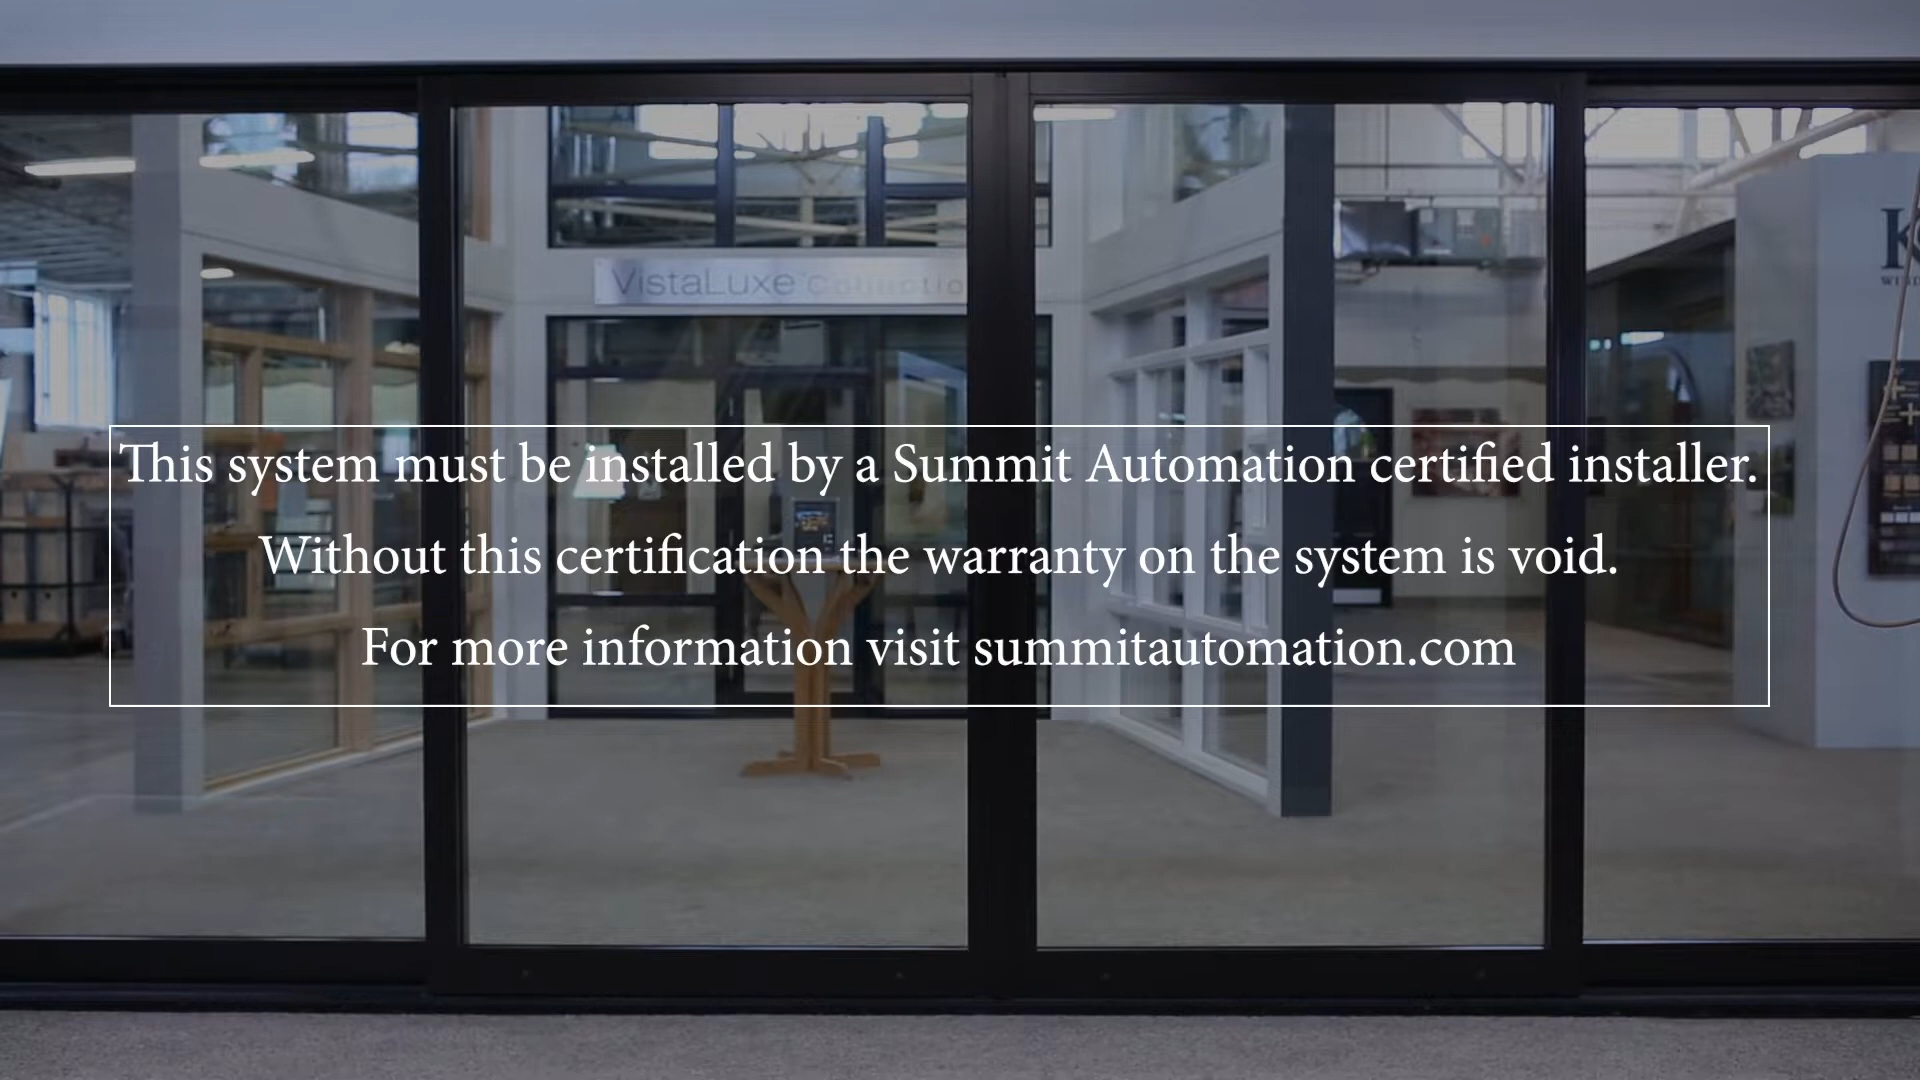 VistaLuxe Collectio
This system must be installed by a Summit Automation certified installer.
Without this certification the warranty on the system is void.
For more information visit summitautomation.com